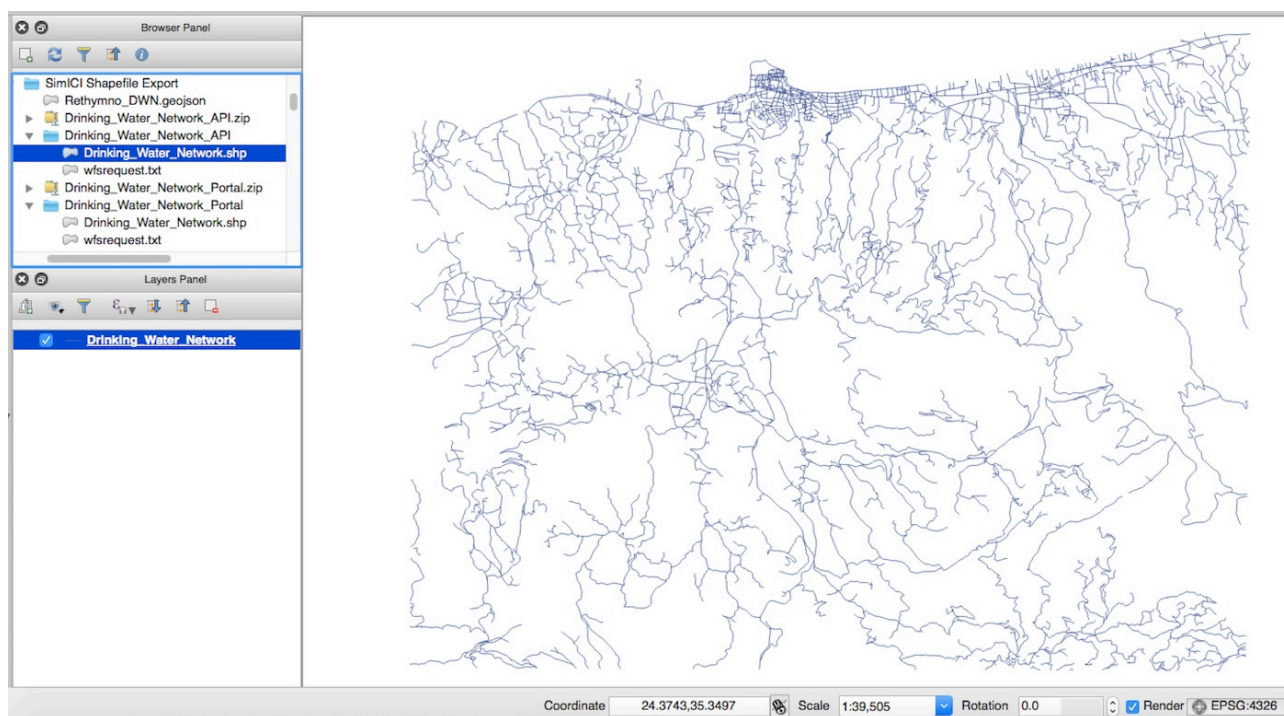 Browser Panel
SimICI Shapefile Export
Rethymno_DWN.geojson
Drinking_Water_Network_API.zip
Drinking_Water_Network_API
Drinking_Water_Network.shp
wfsrequest.txt
Drinking_Water_Network_Portal.zip
Drinking_Water_Network_Portal
Drinking_Water_Network.shp
wfsrequest.txt
Layers Panel
Drinking_Water_Network
Coordinate 24.3743,35.3497 Scale 1:39,505 Rotation 0.0 Render EPSG:4326